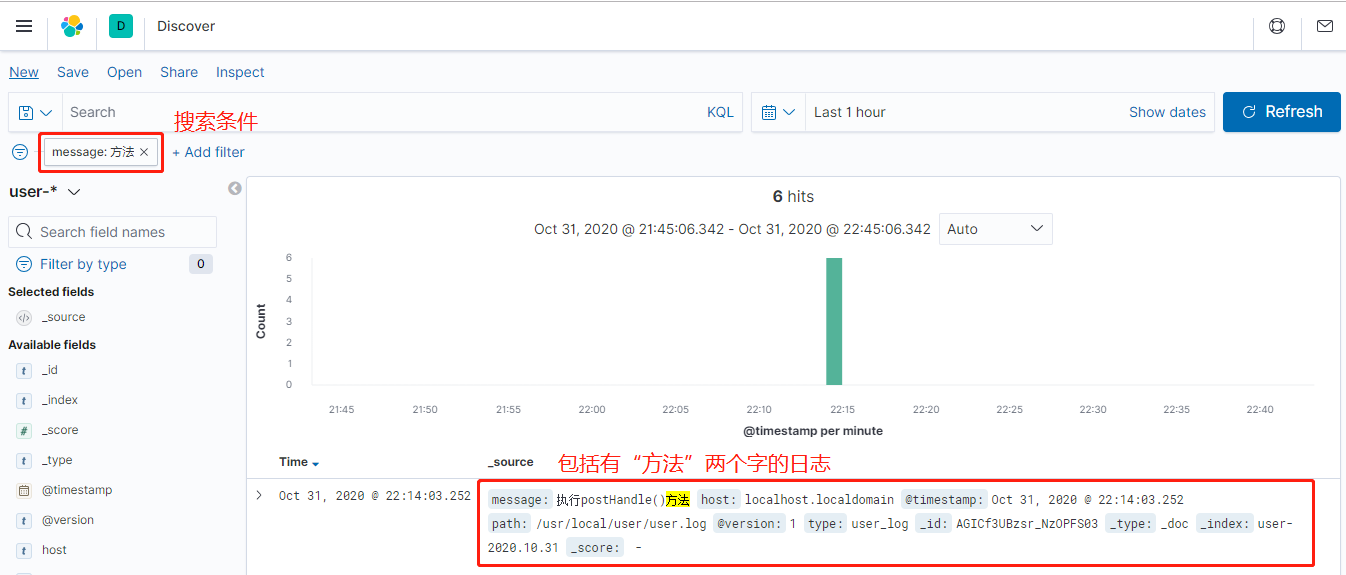 D Discover
New Save Open Share Inspect
Search KQL Last 1 hour Show dates Refresh
搜索条件
message: 方法 × + Add filter
user-*
6 hits
Search field names
Oct 31, 2020 @ 21:45:06.342 - Oct 31, 2020 @ 22:45:06.342 Auto
Filter by type 0
Selected fields
_source
Available fields
_id
_index
_score
_type
@timestamp
@version
host
Count
6
5
4
3
2
1
0
21:45 21:50 21:55 22:00 22:05 22:10 22:15 22:20 22:25 22:30 22:35 22:40
@timestamp per minute
Time _source 包括有“方法”两个字的日志
Oct 31, 2020 @ 22:14:03.252 message: 执行postHandle()方法 host: localhost.localdomain @timestamp: Oct 31, 2020 @ 22:14:03.252
path: /usr/local/user/user.log @version: 1 type: user_log _id: AGICf3UBzsr_NzOPFS03 _type: _doc _index: user-
2020.10.31 _score: -